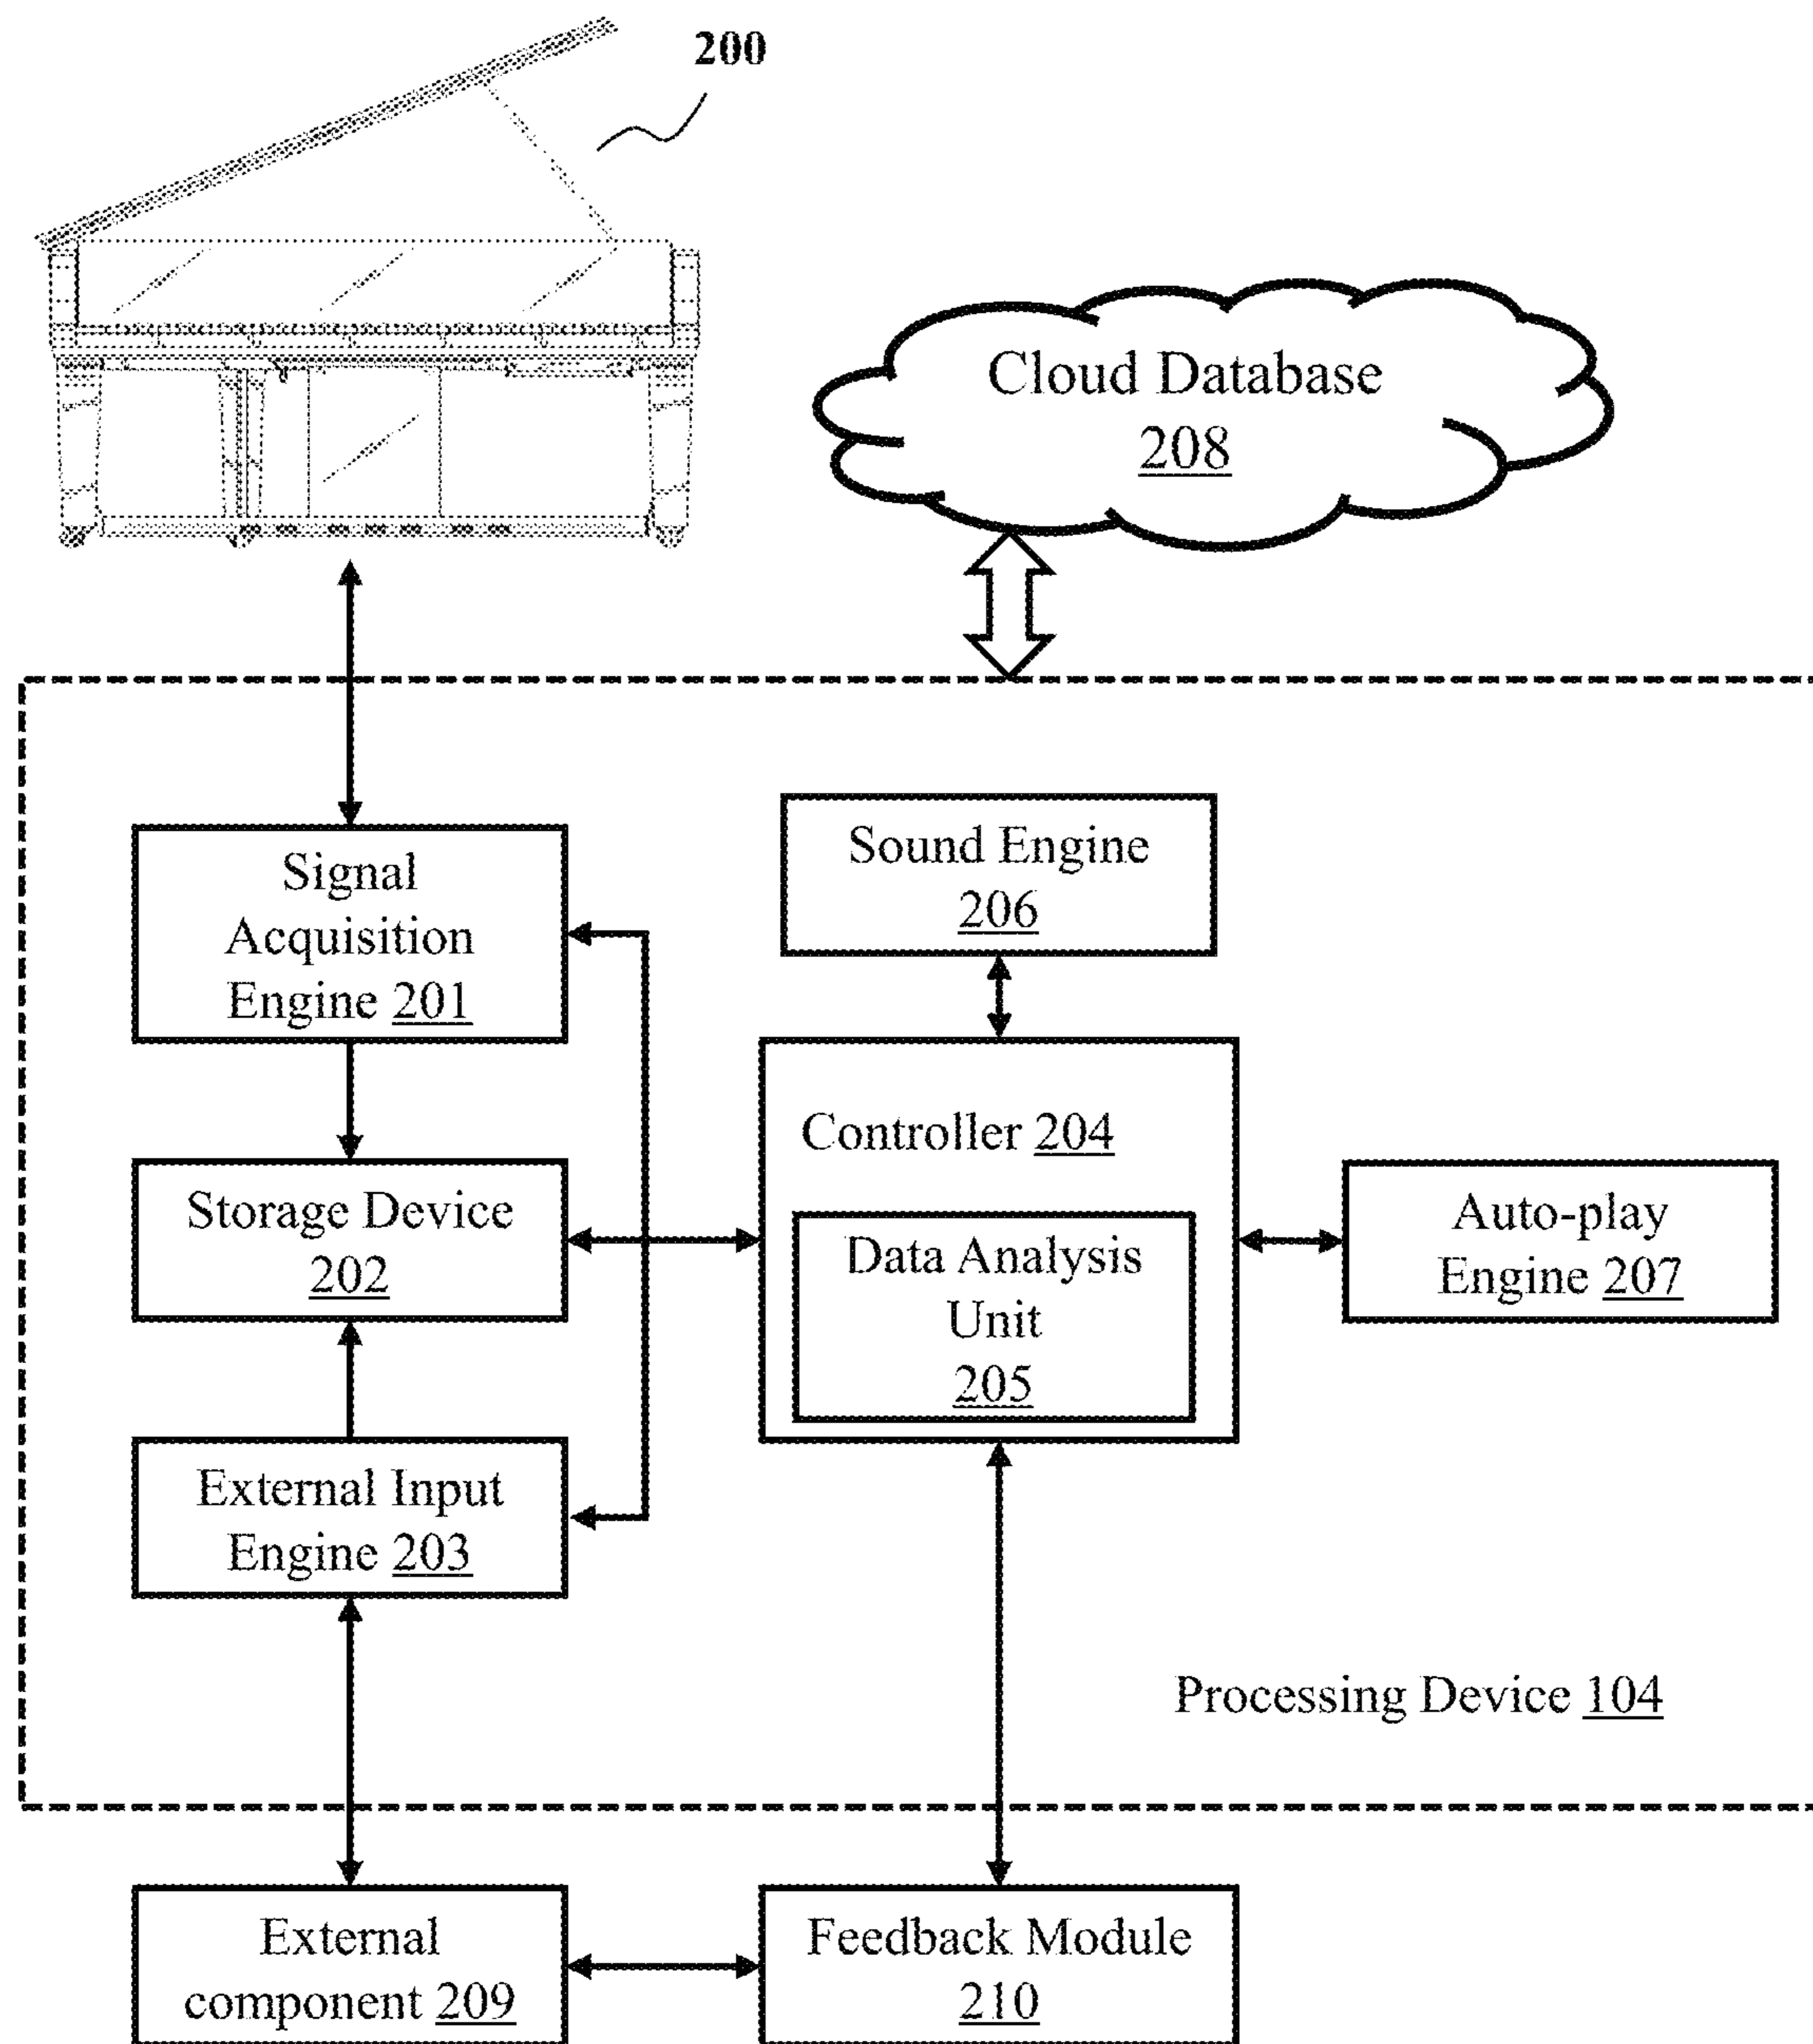 200
Cloud Database
208
Signal
Acquisition
Engine 201
Sound Engine
206
Storage Device
202
Controller 204
Data Analysis
Unit
205
Auto-play
Engine 207
External Input
Engine 203
Processing Device 104
External
component 209
Feedback Module
210